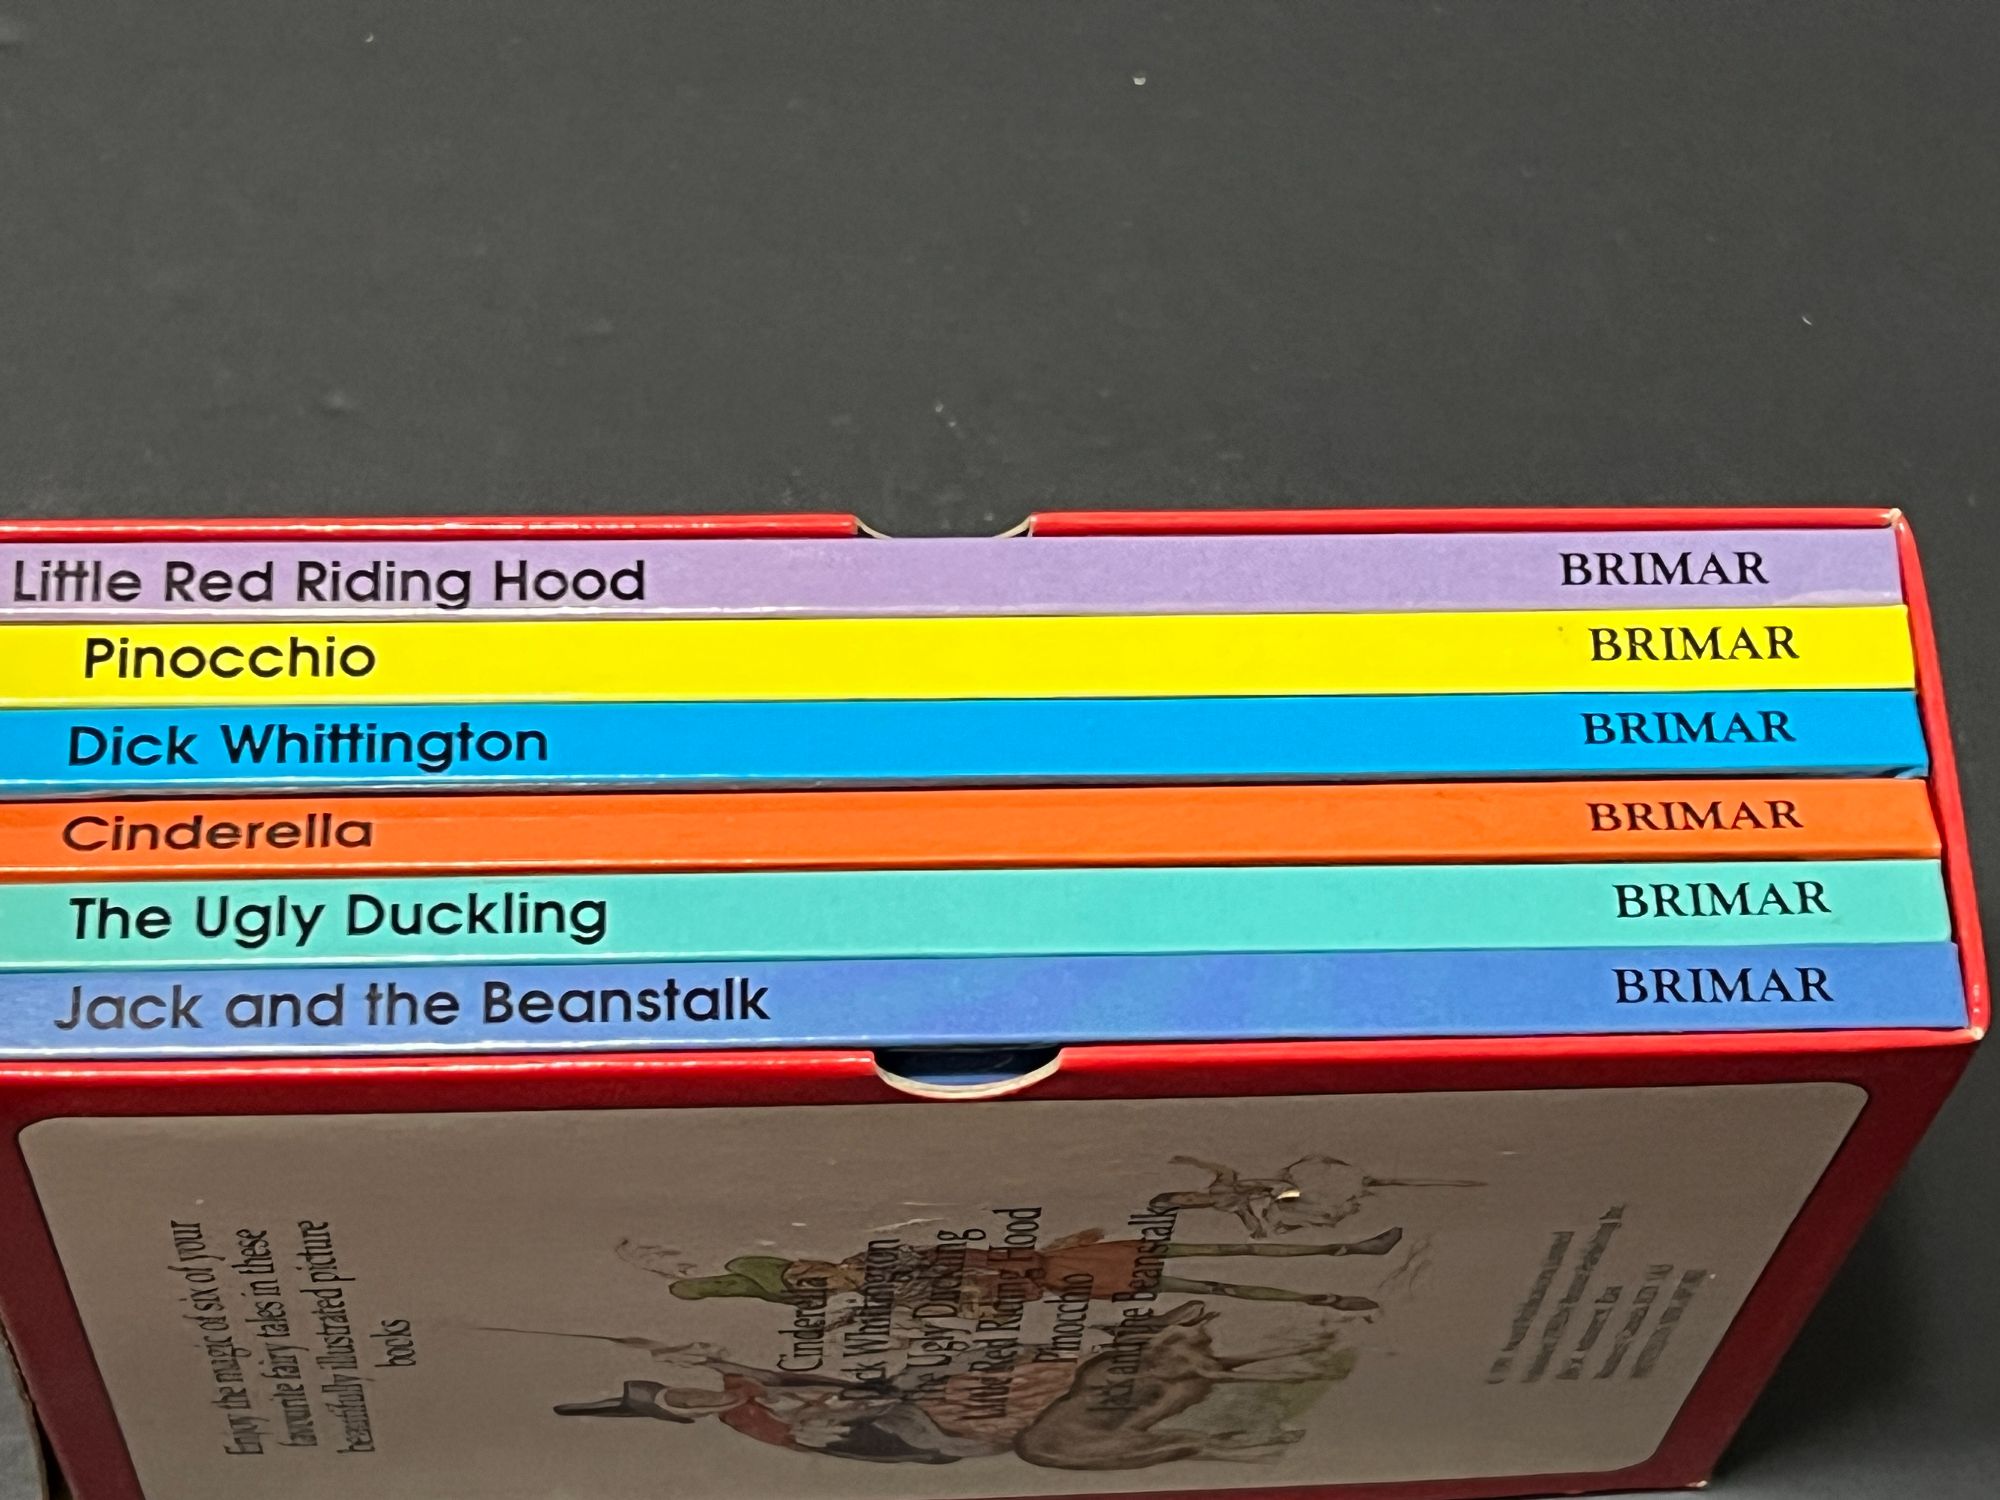 Little Red Riding Hood BRIMAR
Pinocchio BRIMAR
Dick Whittington BRIMAR
Cinderella BRIMAR
The Ugly Duckling BRIMAR
Jack and the Beanstalk BRIMAR
Enjoy the magic of six of your
favourite fairy tales in these
beautifully illustrated picture
books
Cinderella
Dick Whittington
The Ugly Duckling
Little Red Riding Hood
Pinocchio
Jack and the Beanstalk